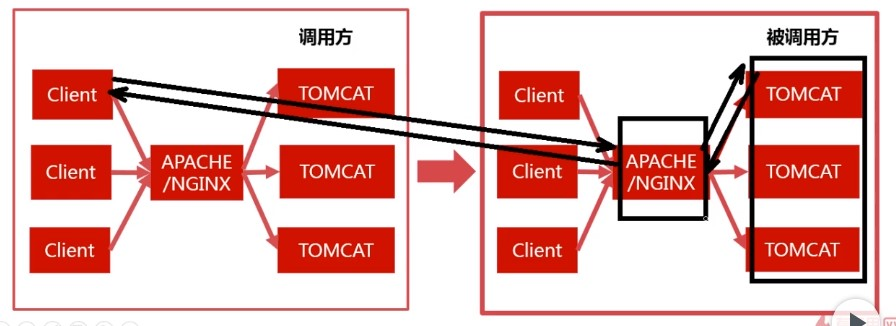 调用方
Client
TOMCAT
Client
APACHE
/NGINX
TOMCAT
Client
TOMCAT
被调用方
Client
TOMCAT
Client
APACHE
/NGINX
TOMCAT
Client
TOMCAT